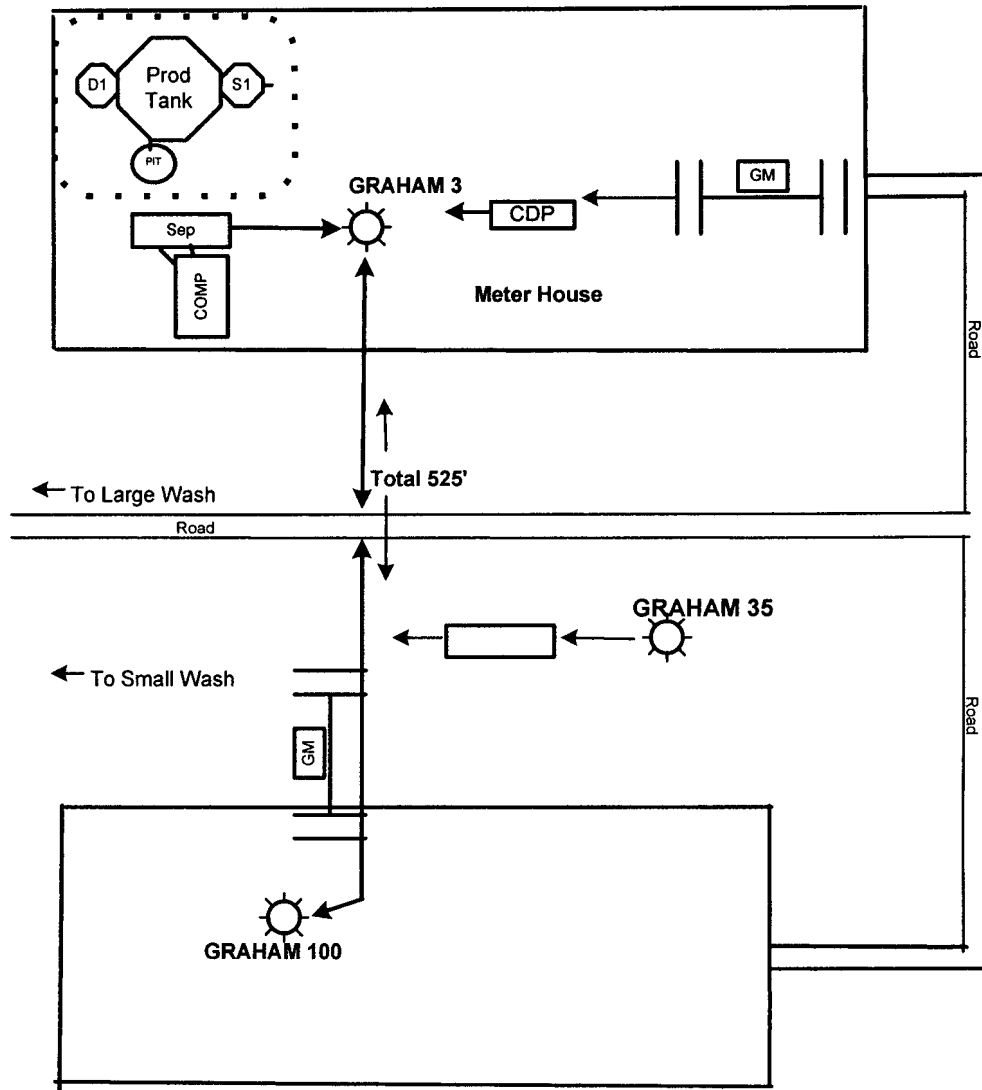 D1
Prod
Tank
S1
PIT
GRAHAM 3
GM
CDP
Sep
COMP
Meter House
Road
Total 525'
To Large Wash
Road
GRAHAM 35
To Small Wash
Road
GM
GRAHAM 100